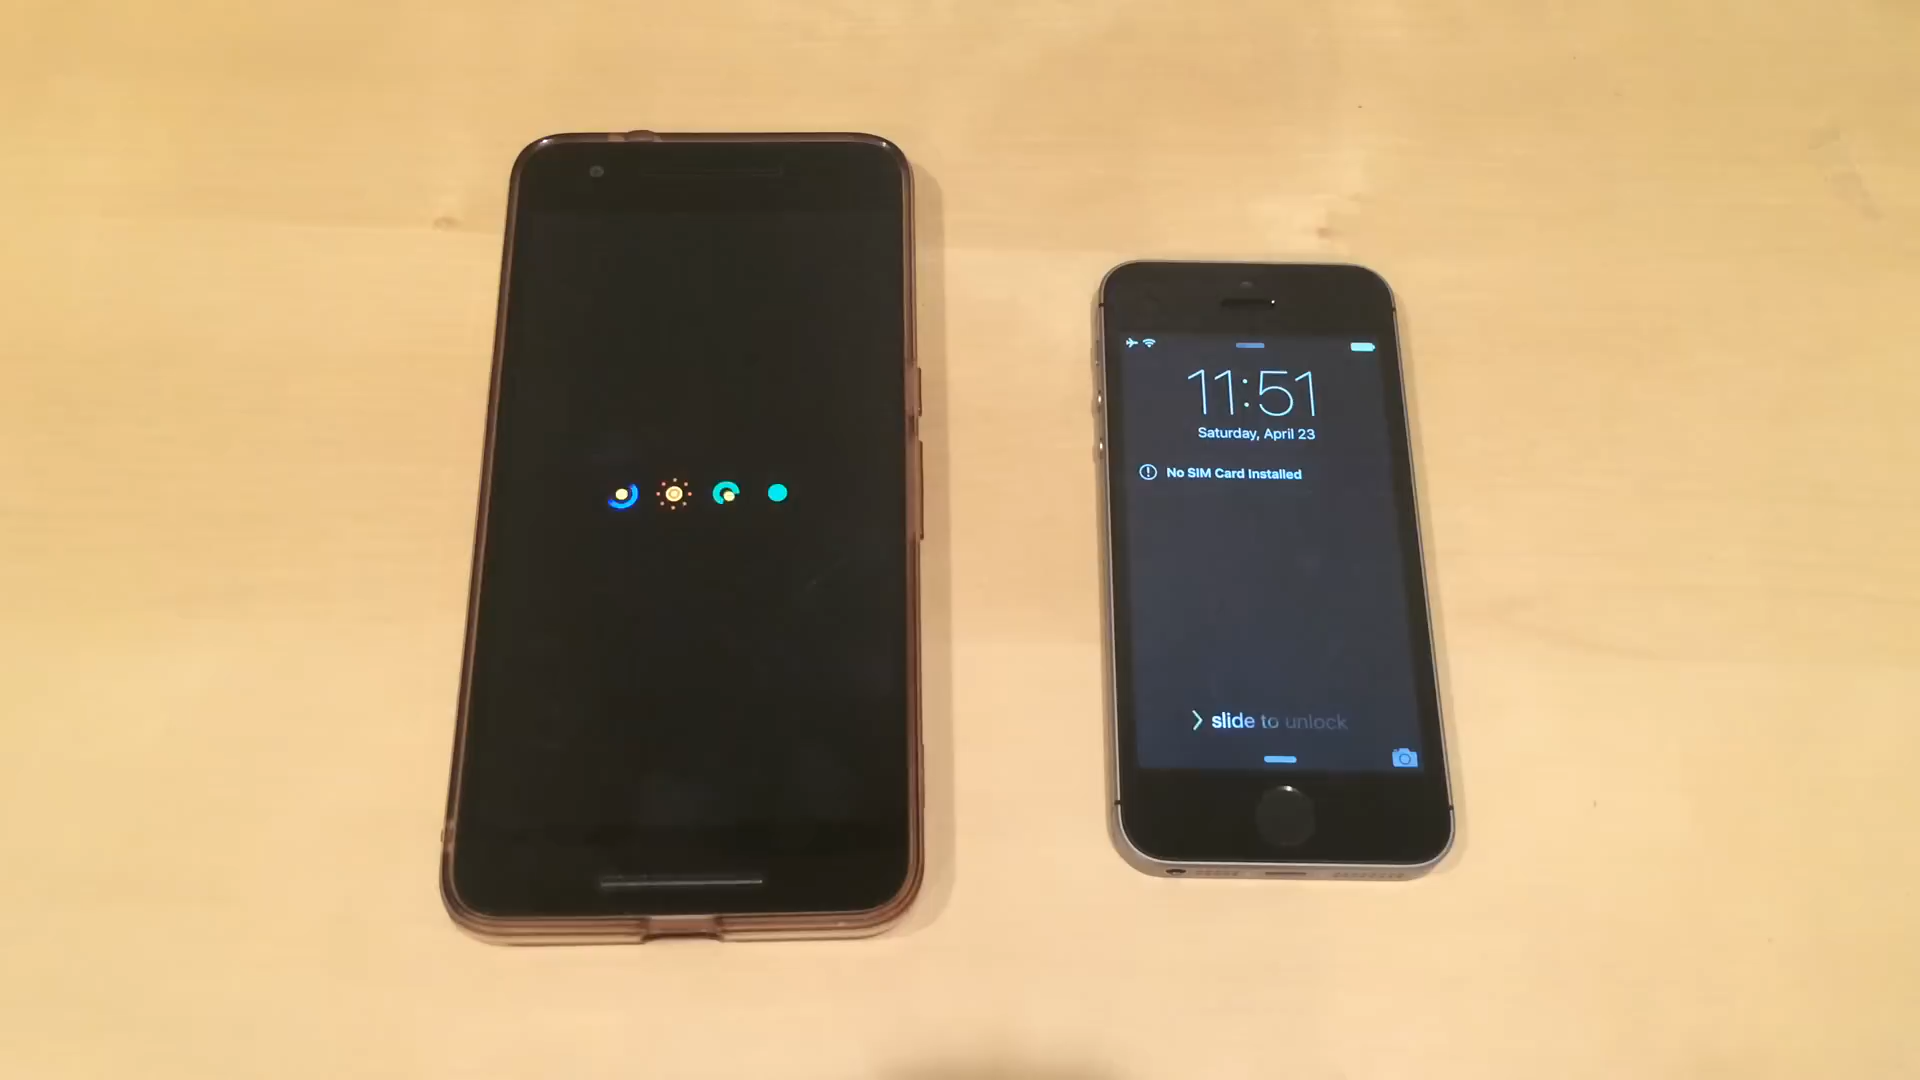 11:51
Saturday, April 23
No SIM Card Installed
slide to unlock